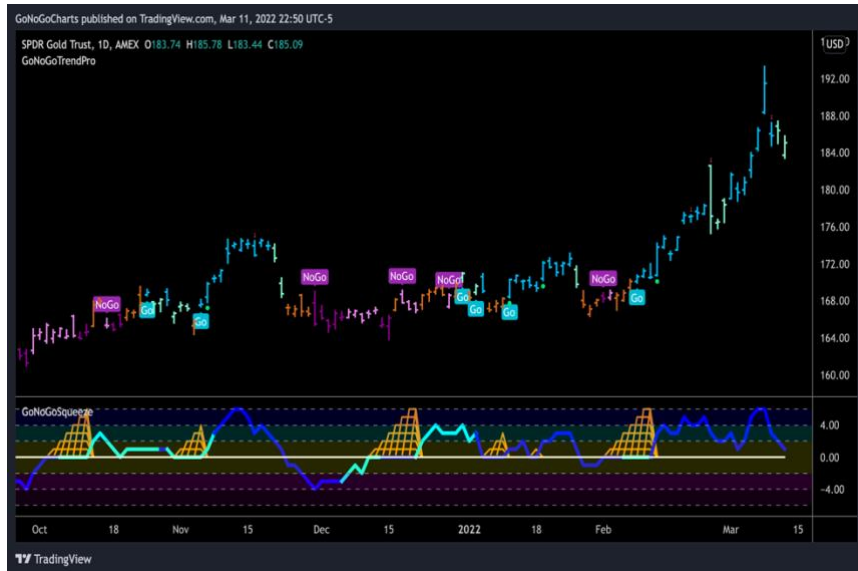 GoNoGoCharts published on TradingView.com, Mar 11, 2022 22:50 UTC-5
SPDR Gold Trust, 1D, AMEX O183.74 H185.78 L183.44 C185.09
GoNoGoTrendPro
USD
192.00
188.00
184.00
180.00
176.00
172.00
168.00
164.00
160.00
NoGo
Go
Go
NoGo
NoGo
NoGo
Go
Go
Go
NoGo
Go
GoNoGoSqueeze
4.00
0.00
−4.00
Oct 18 Nov 15 Dec 15 2022 18 Feb Mar 15
TradingView